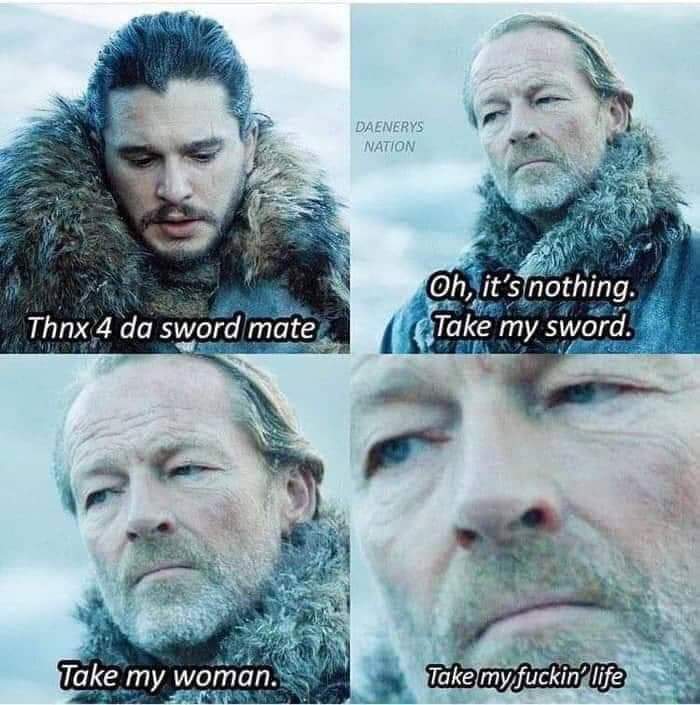 DAENERYS
NATION
Thnx 4 da sword mate
Oh, it's nothing.
Take my sword.
Take my woman.
Take my fuckin' life